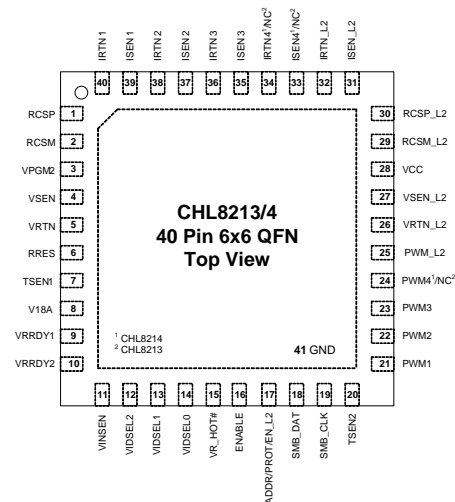 IRTN 1
ISEN 1
IRTN 2
ISEN 2
IRTN 3
ISEN 3
IRTN4¹/NC²
ISEN4¹/NC²
IRTN_L2
ISEN_L2
40 39 38 37 36 35 34 33 32 31
RCSP 1
RCSM 2
VPGM2 3
VSEN 4
VRTN 5
RRES 6
TSEN1 7
V18A 8
VRRDY1 9
VRRDY2 10
CHL8213/4
40 Pin 6x6 QFN
Top View
¹ CHL8214
² CHL8213
41 GND
30 RCSP_L2
29 RCSM_L2
28 VCC
27 VSEN_L2
26 VRTN_L2
25 PWM_L2
24 PWM4¹/NC²
23 PWM3
22 PWM2
21 PWM1
11 12 13 14 15 16 17 18 19 20
VINSEN
VIDSEL2
VIDSEL1
VIDSEL0
VR_HOT#
ENABLE
ADDR/PROT/EN_L2
SMB_DAT
SMB_CLK
TSEN2